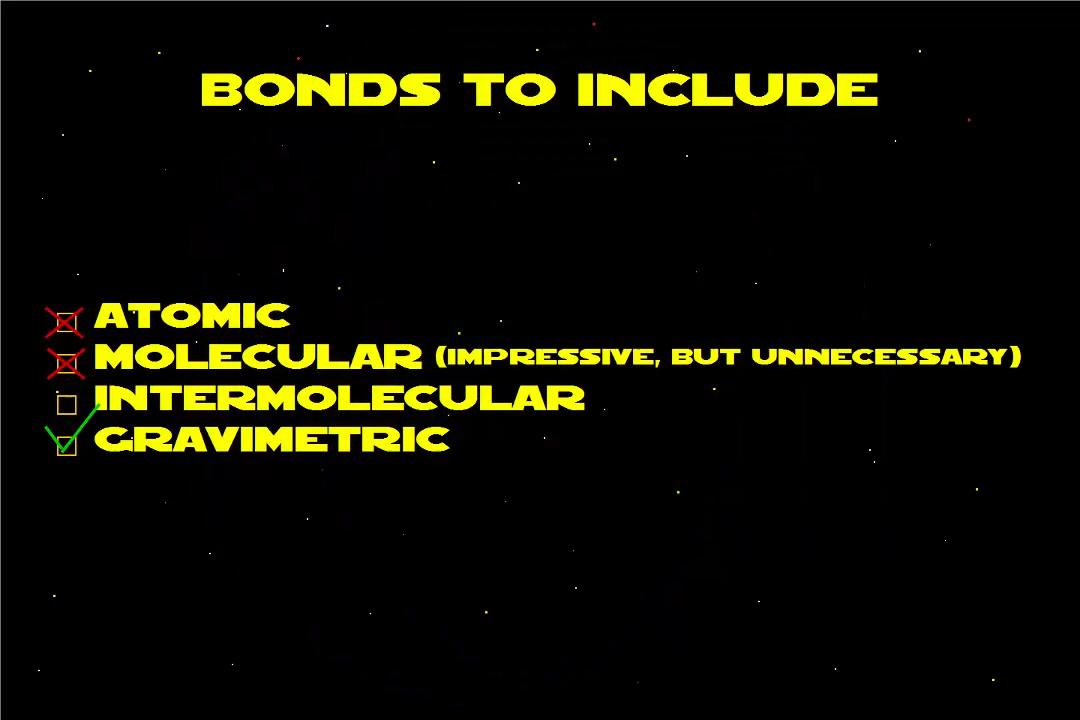 BONDS TO INCLUDE
ATOMIC
MOLECULAR (IMPRESSIVE, BUT UNNECESSARY)
INTERMOLECULAR
GRAVIMETRIC